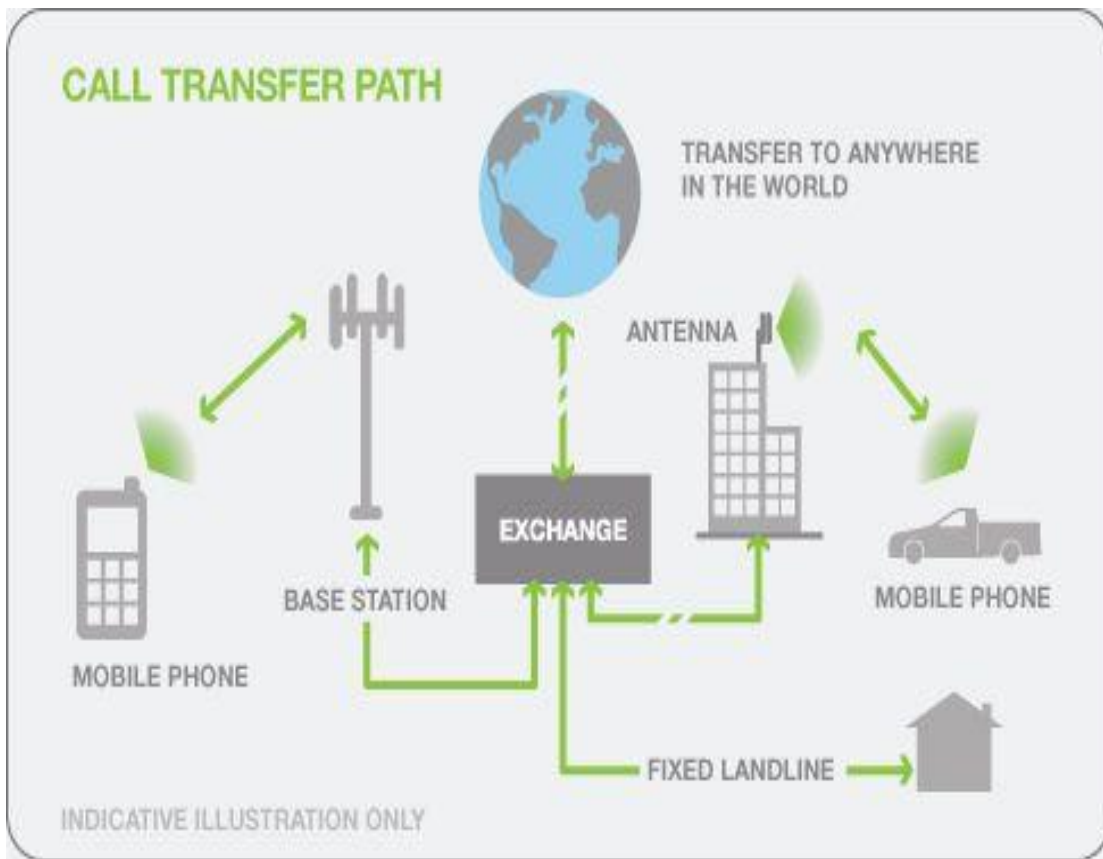 CALL TRANSFER PATH
TRANSFER TO ANYWHERE
IN THE WORLD
ANTENNA
EXCHANGE
BASE STATION
MOBILE PHONE
MOBILE PHONE
FIXED LANDLINE
INDICATIVE ILLUSTRATION ONLY